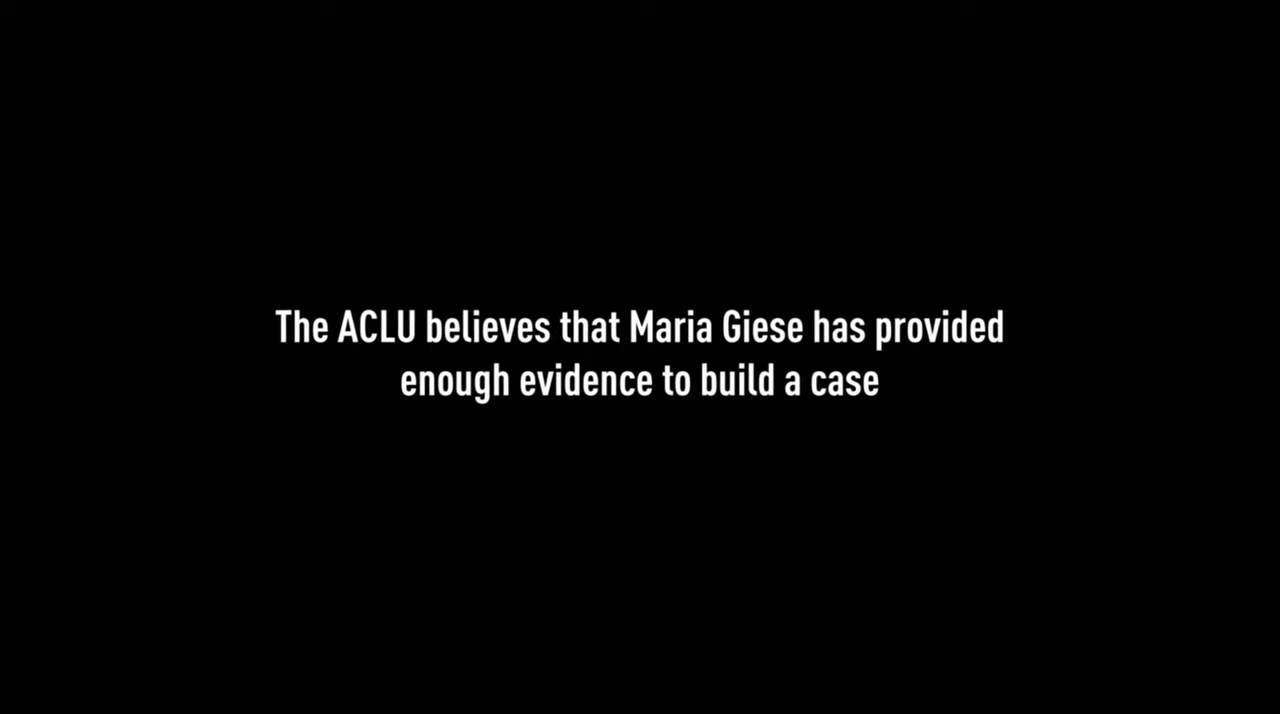 The ACLU believes that Maria Giese has provided
enough evidence to build a case